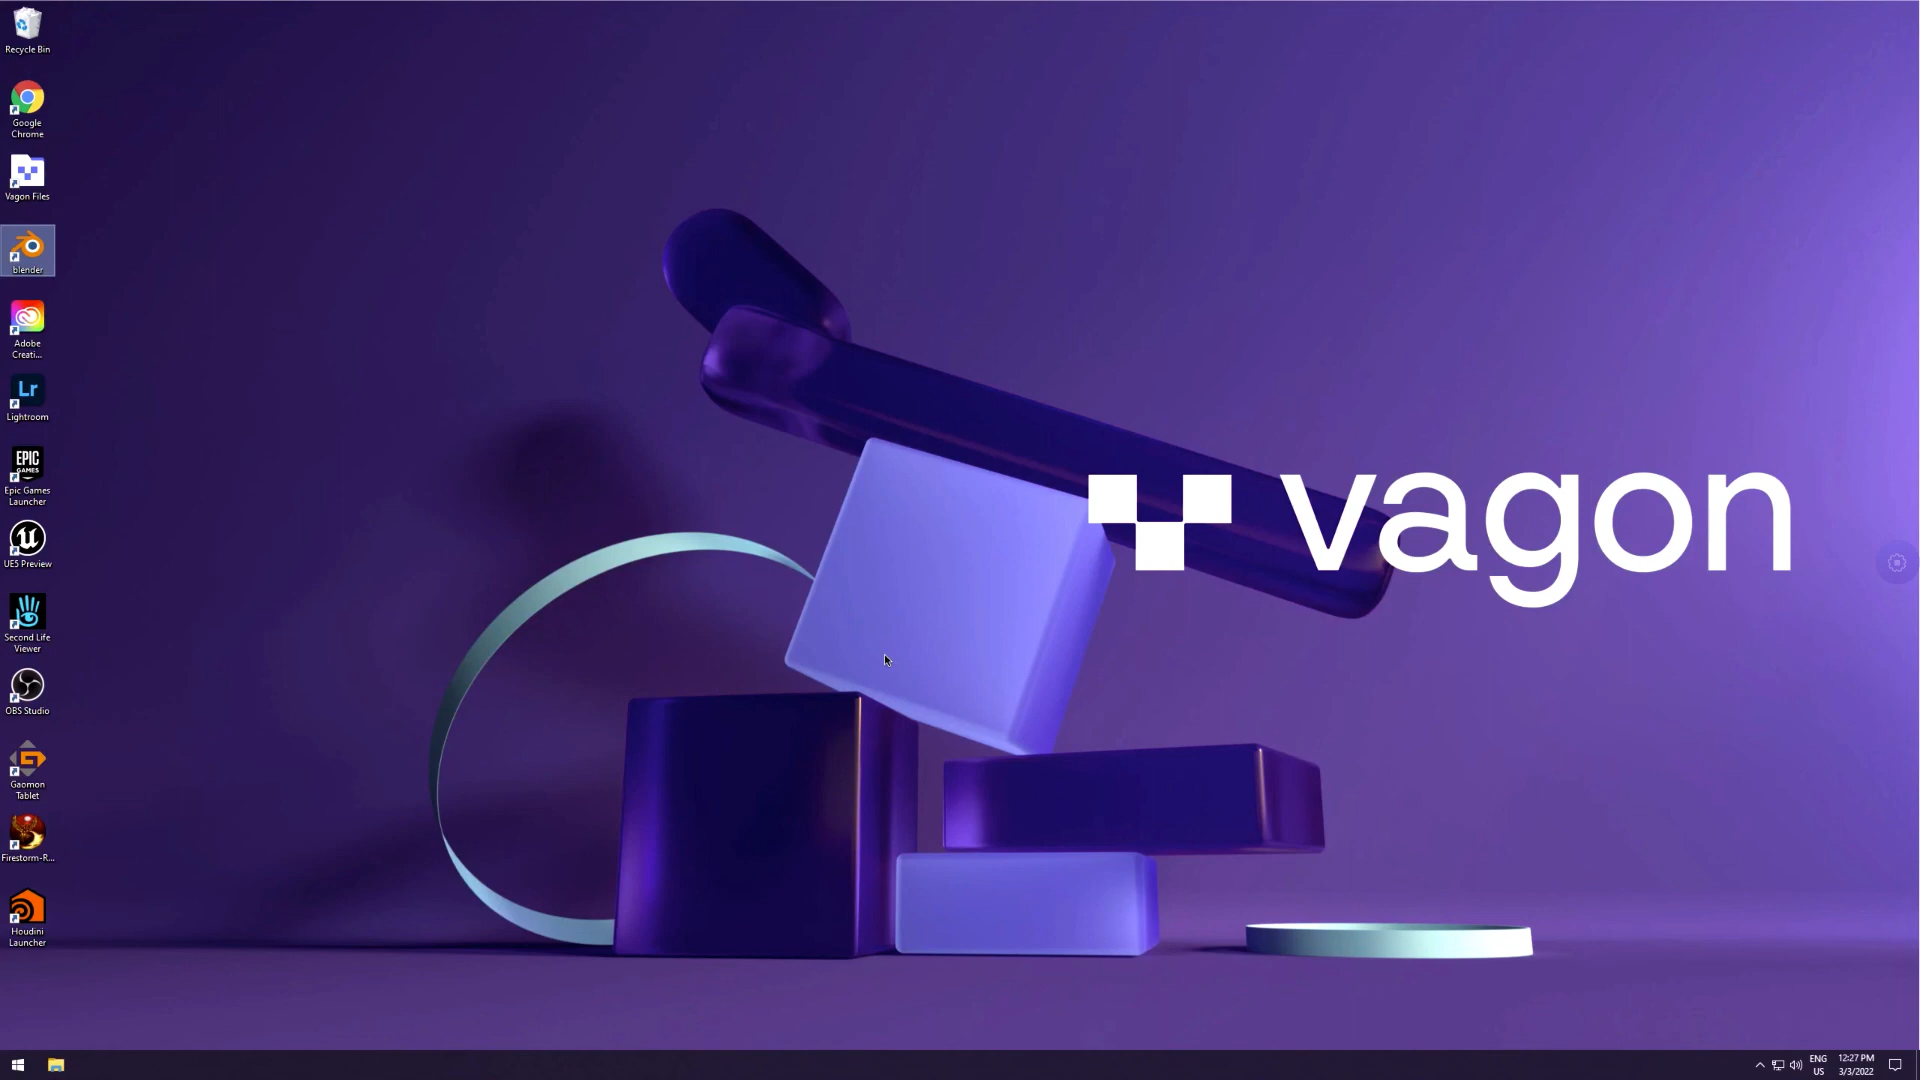 Recycle Bin
Google
Chrome
Vagon Files
blender
Adobe
Creati...
Lr
Lightroom
EPIC
GAMES
Epic Games
Launcher
UE5 Preview
Second Life
Viewer
OBS Studio
Gaomon
Tablet
Firestorm-R...
Houdini
Launcher
vagon
ENG
US
12:27 PM
3/3/2022